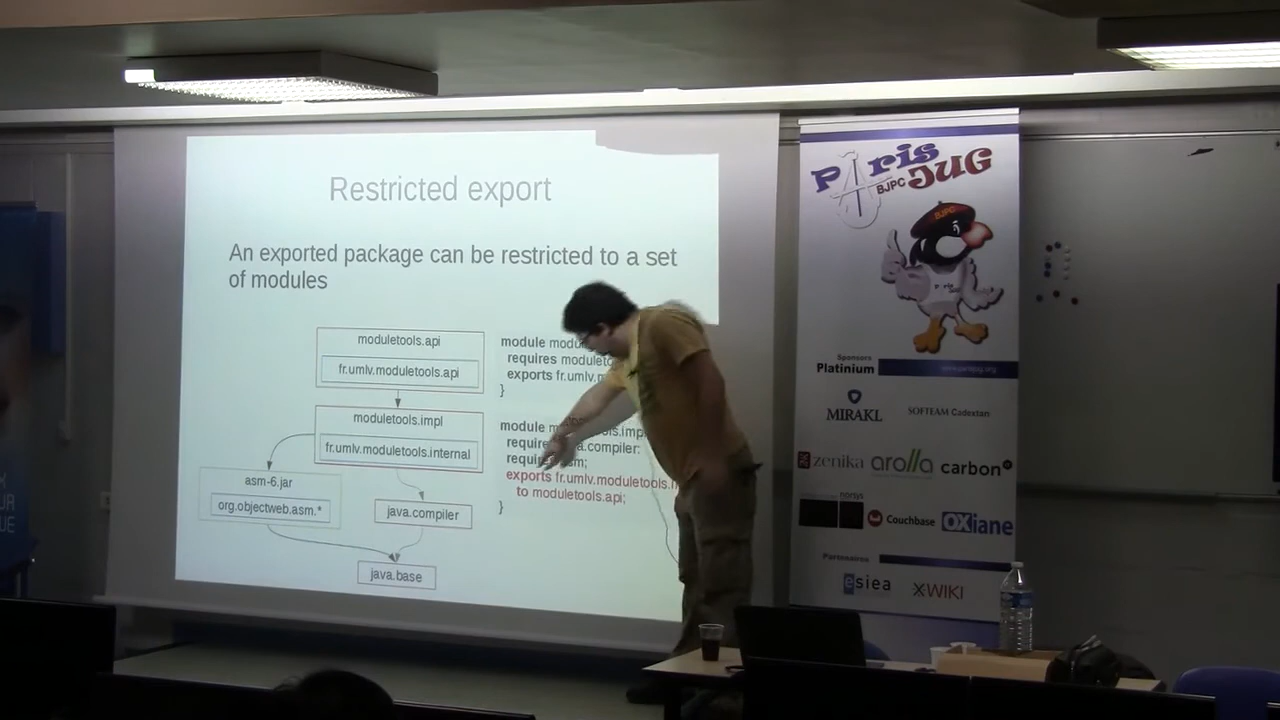 Restricted export
An exported package can be restricted to a set
of modules
moduletools.api
fr.umlv.moduletools.api
moduletools.impl
fr.umlv.moduletools.internal
asm-6.jar
org.objectweb.asm.*
java.compiler
java.base
module
requires
exports fr.umlv.
}
module
exports fr.umlv.moduletools.
to moduletools.api;
}
Paris
BJPC JUG
BJPC
Sponsors
Platinium
MIRAKL
SOFTEAM Cadextan
zenika
arolla
carbon
norsys
Couchbase
OXiane
Partenaires
esiea
XWIKI